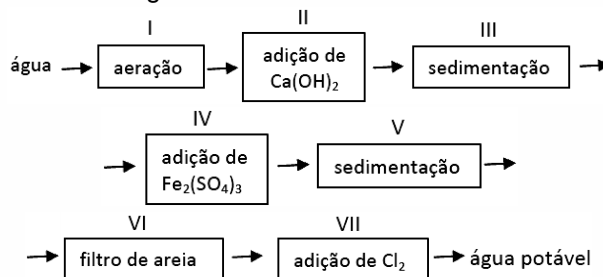 I II III
água aeração adição de Ca(OH)₂ sedimentação
IV V
adição de Fe₂(SO₄)₃ sedimentação
VI VII
filtro de areia adição de Cl₂ água potável